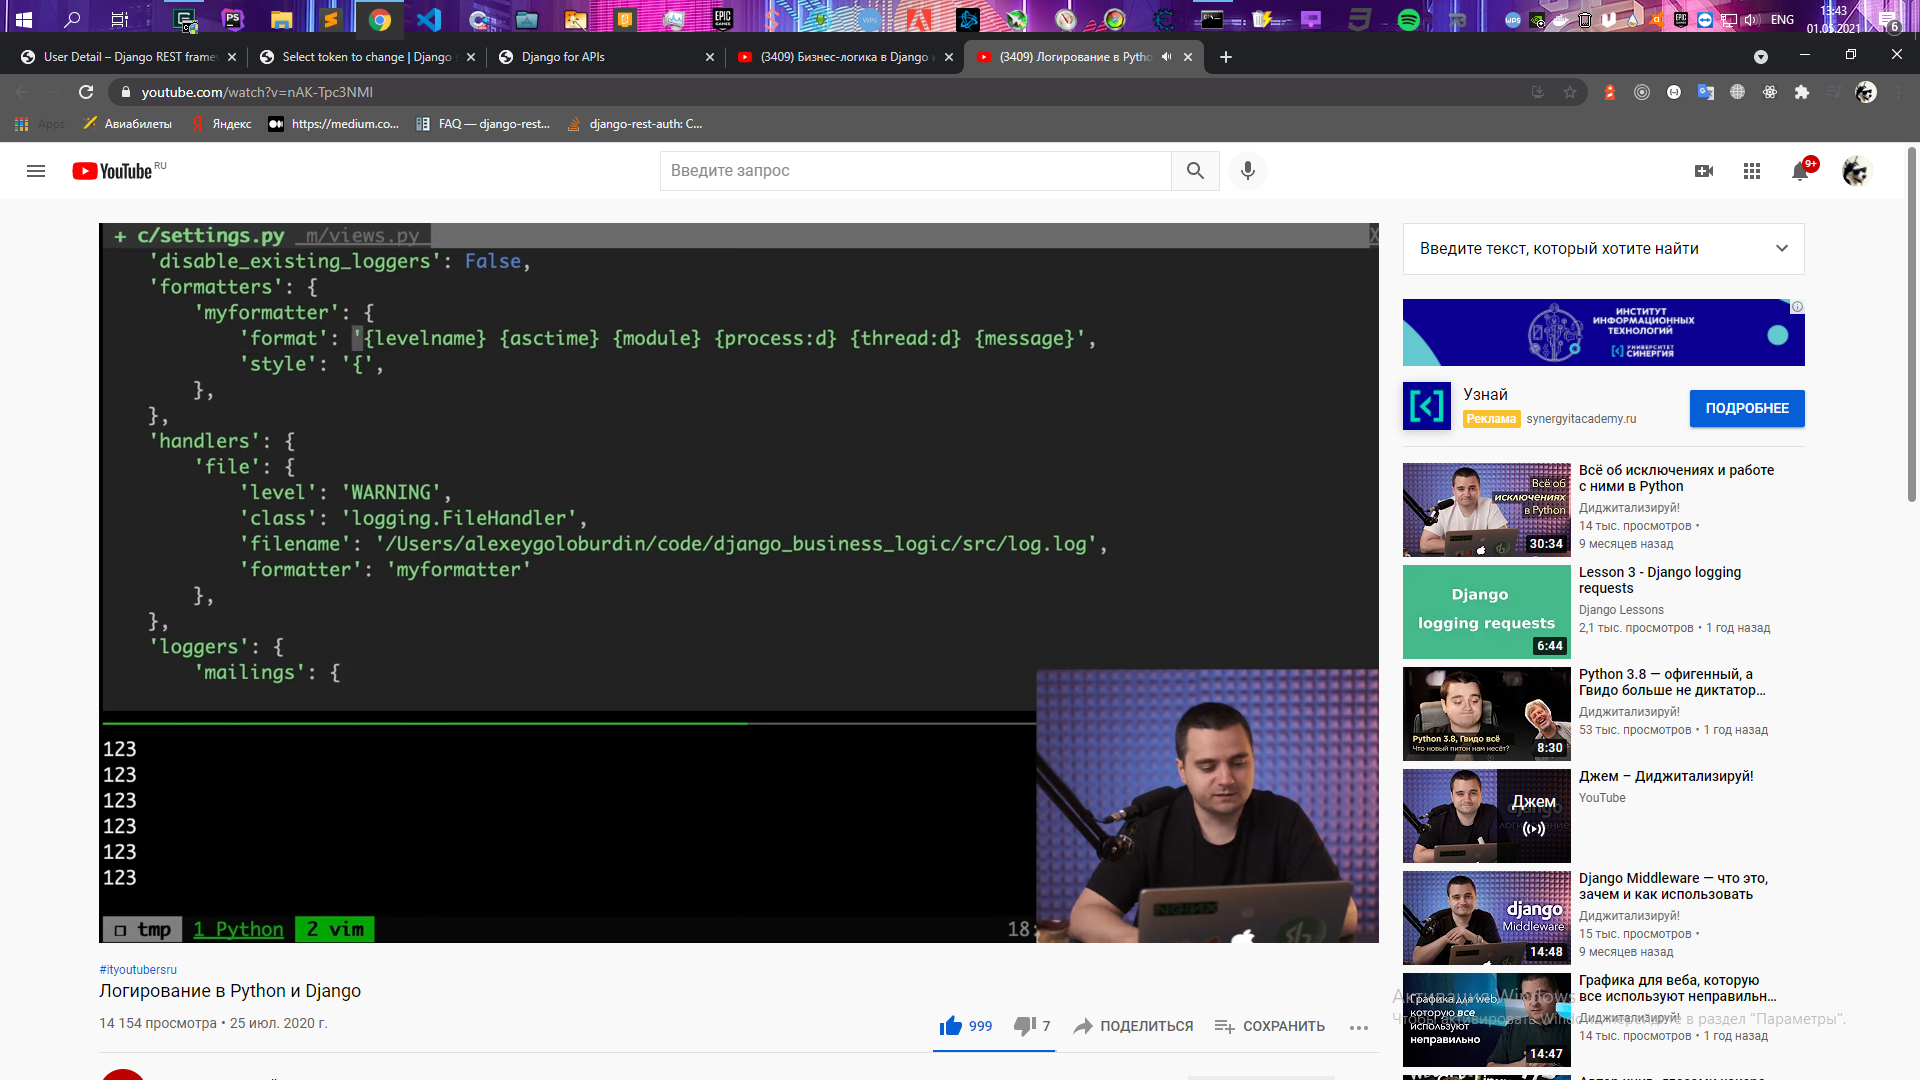 13:43
ENG
01.05.2021
6
User Detail – Django REST frame
Select token to change | Django
Django for APIs
(3409) Бизнес-логика в Django
(3409) Логирование в Pytho
youtube.com/watch?v=nAK-Tpc3NMI
Apps
Авиабилеты
Яндекс
https://medium.co...
FAQ — django-rest...
django-rest-auth: C...
YouTube RU
Введите запрос
9+
+ c/settings.py m/views.py X
'disable_existing_loggers': False,
'formatters': {
'myformatter': {
'format': '{levelname} {asctime} {module} {process:d} {thread:d} {message}',
'style': '{',
},
},
'handlers': {
'file': {
'level': 'WARNING',
'class': 'logging.FileHandler',
'filename': '/Users/alexeygoloburdin/code/django_business_logic/src/log.log',
'formatter': 'myformatter'
},
},
'loggers': {
'mailings': {
123
123
123
123
123
123
tmp 1 Python 2 vim
18:
NGINX
#ityoutubersru
Логирование в Python и Django
14 154 просмотра • 25 июл. 2020 г.
999
7
ПОДЕЛИТЬСЯ
СОХРАНИТЬ
Введите текст, который хотите найти
ИНСТИТУТ
ИНФОРМАЦИОННЫХ
ТЕХНОЛОГИЙ
УНИВЕРСИТЕТ
СИНЕРГИЯ
Узнай
Реклама synergyitacademy.ru
ПОДРОБНЕЕ
Всё об
исключениях
в Python
30:34
Всё об исключениях и работе
с ними в Python
Диджитализируй!
14 тыс. просмотров •
9 месяцев назад
Django
logging requests
6:44
Lesson 3 - Django logging
requests
Django Lessons
2,1 тыс. просмотров • 1 год назад
Python 3.8, Гвидо всё
Что новый питон нам несёт?
8:30
Python 3.8 — офигенный, а
Гвидо больше не диктатор...
Диджитализируй!
53 тыс. просмотров • 1 год назад
Джем
Джем – Диджитализируй!
YouTube
django
Middleware
14:48
Django Middleware — что это,
зачем и как использовать
Диджитализируй!
15 тыс. просмотров •
9 месяцев назад
Графика для web,
которую все
используют
неправильно
14:47
Графика для веба, которую
все используют неправильн...
Диджитализируй!
14 тыс. просмотров • 1 год назад
Активация Windows
Чтобы активировать Windows, перейдите в раздел "Параметры".